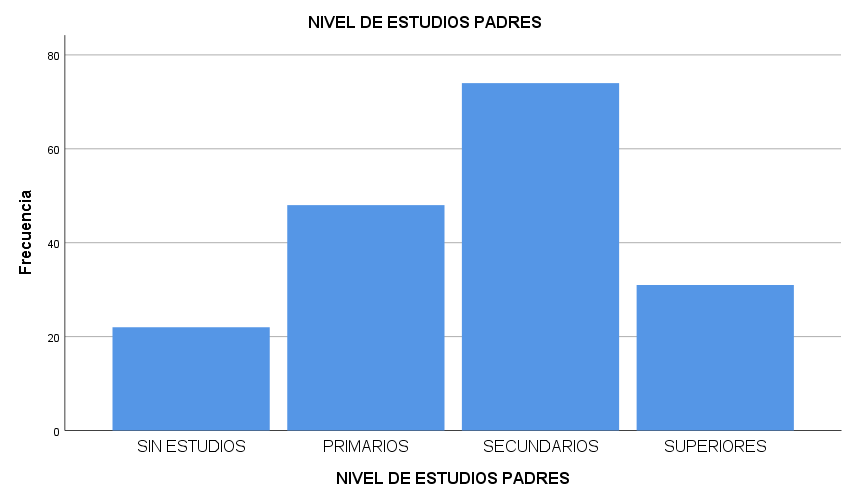 NIVEL DE ESTUDIOS PADRES
80
60
40
20
0
Frecuencia
SIN ESTUDIOS
PRIMARIOS
SECUNDARIOS
SUPERIORES
NIVEL DE ESTUDIOS PADRES